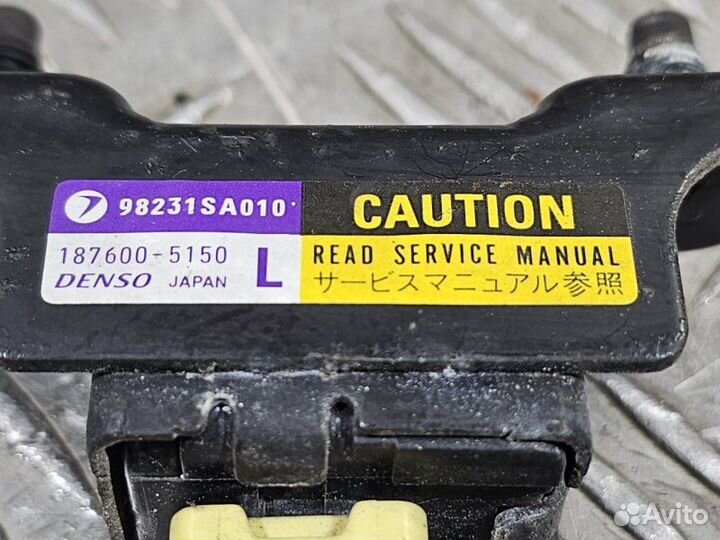 98231SA010
CAUTION
187600-5150
DENSO JAPAN
L
READ SERVICE MANUAL
サービスマニュアル参照
Avito